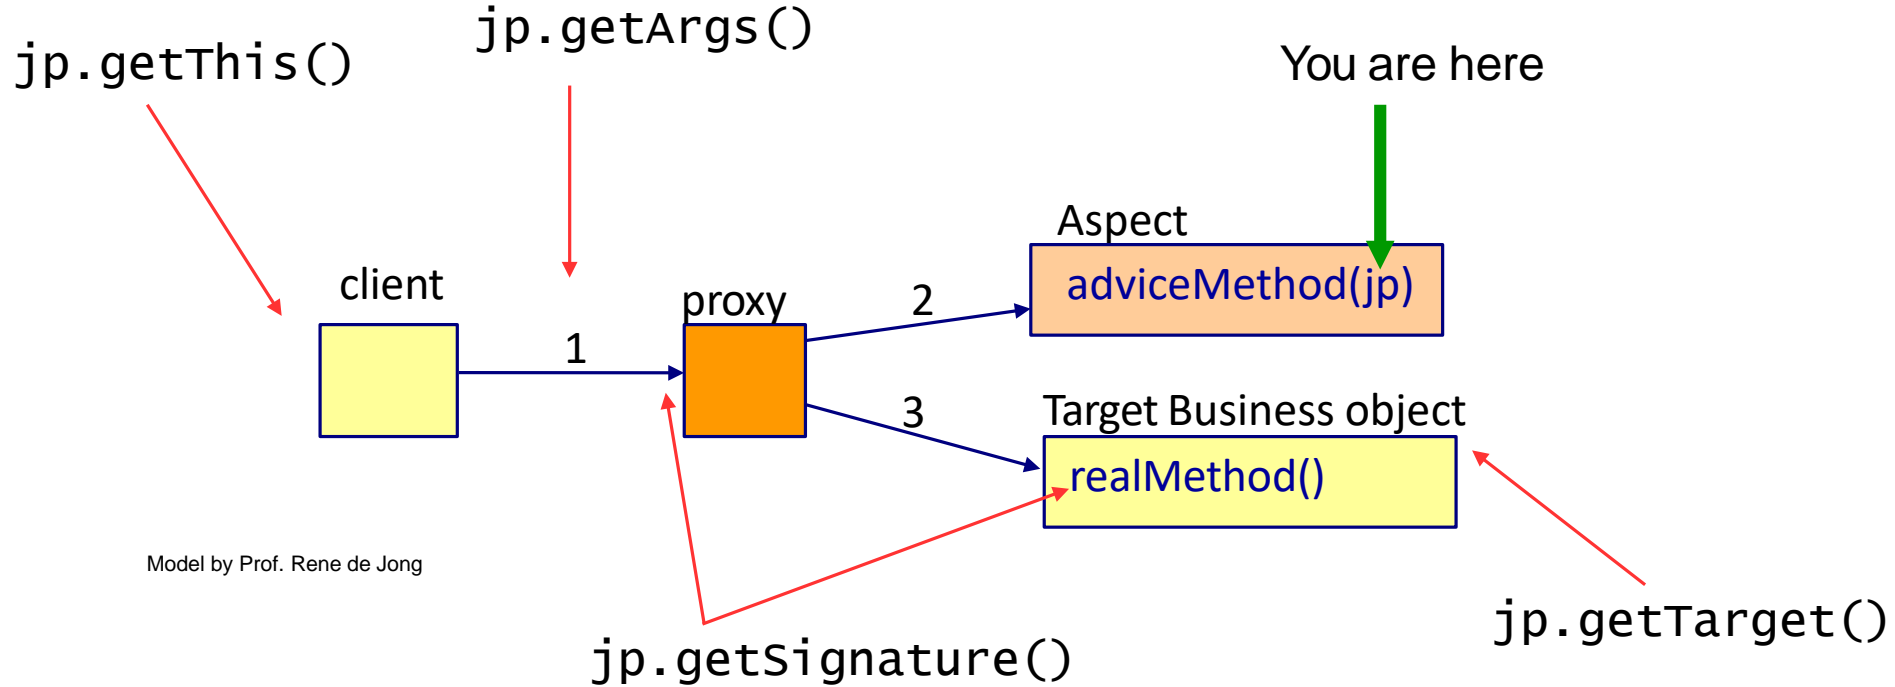 jp.getArgs()
jp.getThis()
You are here
Aspect
adviceMethod(jp)
client
proxy
2
1
3
Target Business object
realMethod()
Model by Prof. Rene de Jong
jp.getTarget()
jp.getSignature()